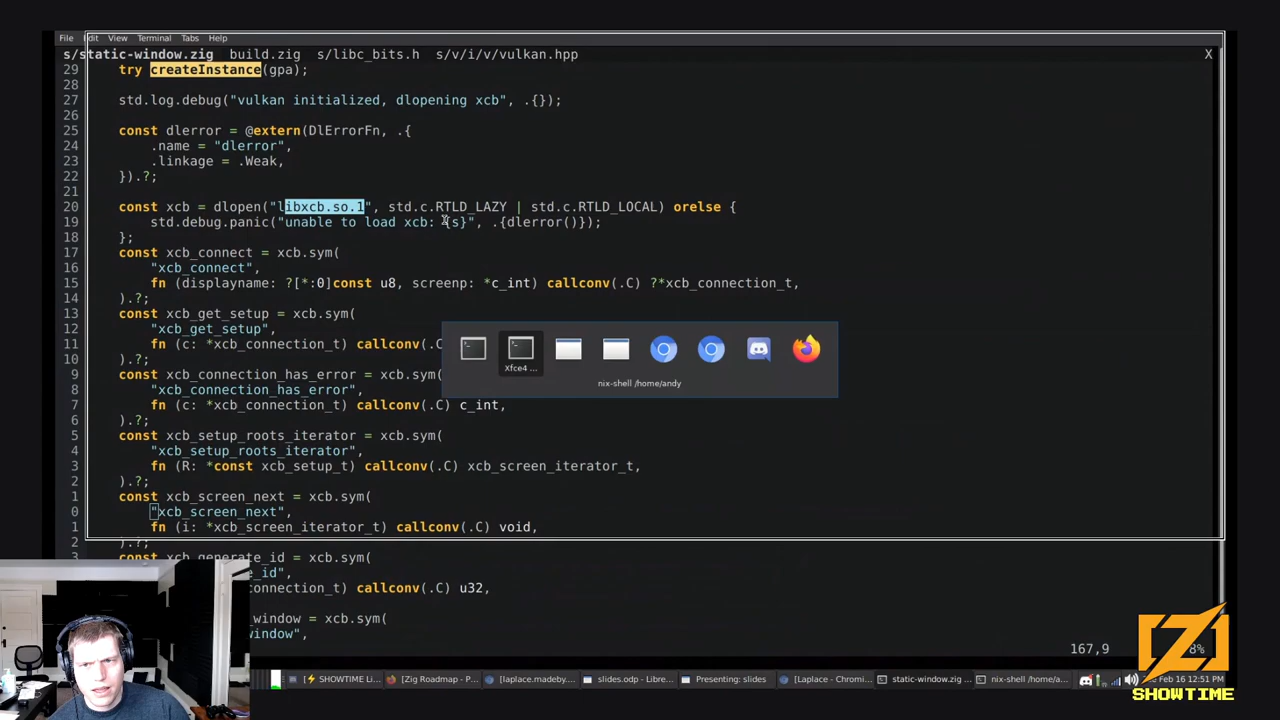 File Edit View Terminal Tabs Help
s/static-window.zig build.zig s/libc_bits.h s/v/i/v/vulkan.hpp X
29 try createInstance(gpa);
28
27 std.log.debug("vulkan initialized, dlopening xcb", .{});
26
25 const dlerror = @extern(DlErrorFn, .{
24 .name = "dlerror",
23 .linkage = .Weak,
22 }).?;
21
20 const xcb = dlopen("libxcb.so.1", std.c.RTLD_LAZY | std.c.RTLD_LOCAL) orelse {
19 std.debug.panic("unable to load xcb: {s}", .{dlerror()});
18 };
17 const xcb_connect = xcb.sym(
16 "xcb_connect",
15 fn (displayname: ?[*:0]const u8, screenp: *c_int) callconv(.C) ?*xcb_connection_t,
14 ).?;
13 const xcb_get_setup = xcb.sym(
12 "xcb_get_setup",
11 fn (c: *xcb_connection_t) callconv(.C)
10 ).?;
9 const xcb_connection_has_error = xcb.sym(
8 "xcb_connection_has_error",
7 fn (c: *xcb_connection_t) callconv(.C) c_int,
6 ).?;
5 const xcb_setup_roots_iterator = xcb.sym(
4 "xcb_setup_roots_iterator",
3 fn (R: *const xcb_setup_t) callconv(.C) xcb_screen_iterator_t,
2 ).?;
1 const xcb_screen_next = xcb.sym(
0 "xcb_screen_next",
1 fn (i: *xcb_screen_iterator_t) callconv(.C) void,
2 ).?;
3 const xcb_generate_id = xcb.sym(
_id",
connection_t) callconv(.C) u32,
_window = xcb.sym(
window",
Xfce4 ...
nix-shell /home/andy
167,9 8%
[⚡ SHOWTIME Li... [Zig Roadmap - P... [laplace.madeby.... slides.odp - Libre... Presenting: slides [Laplace - Chromi... static-window.zig ... nix-shell /home/a... Feb 16 12:51 PM
SHOWTIME